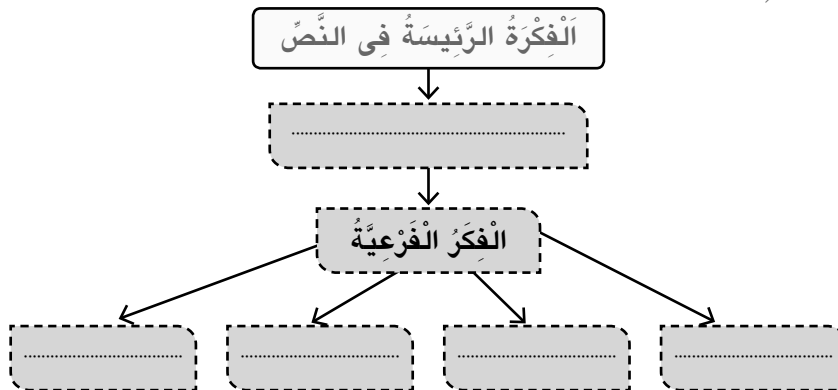 اَلْفِكْرَةُ الرَّئِيسَةُ فِى النَّصِّ
الْفِكَرُ الْفَرْعِيَّةُ